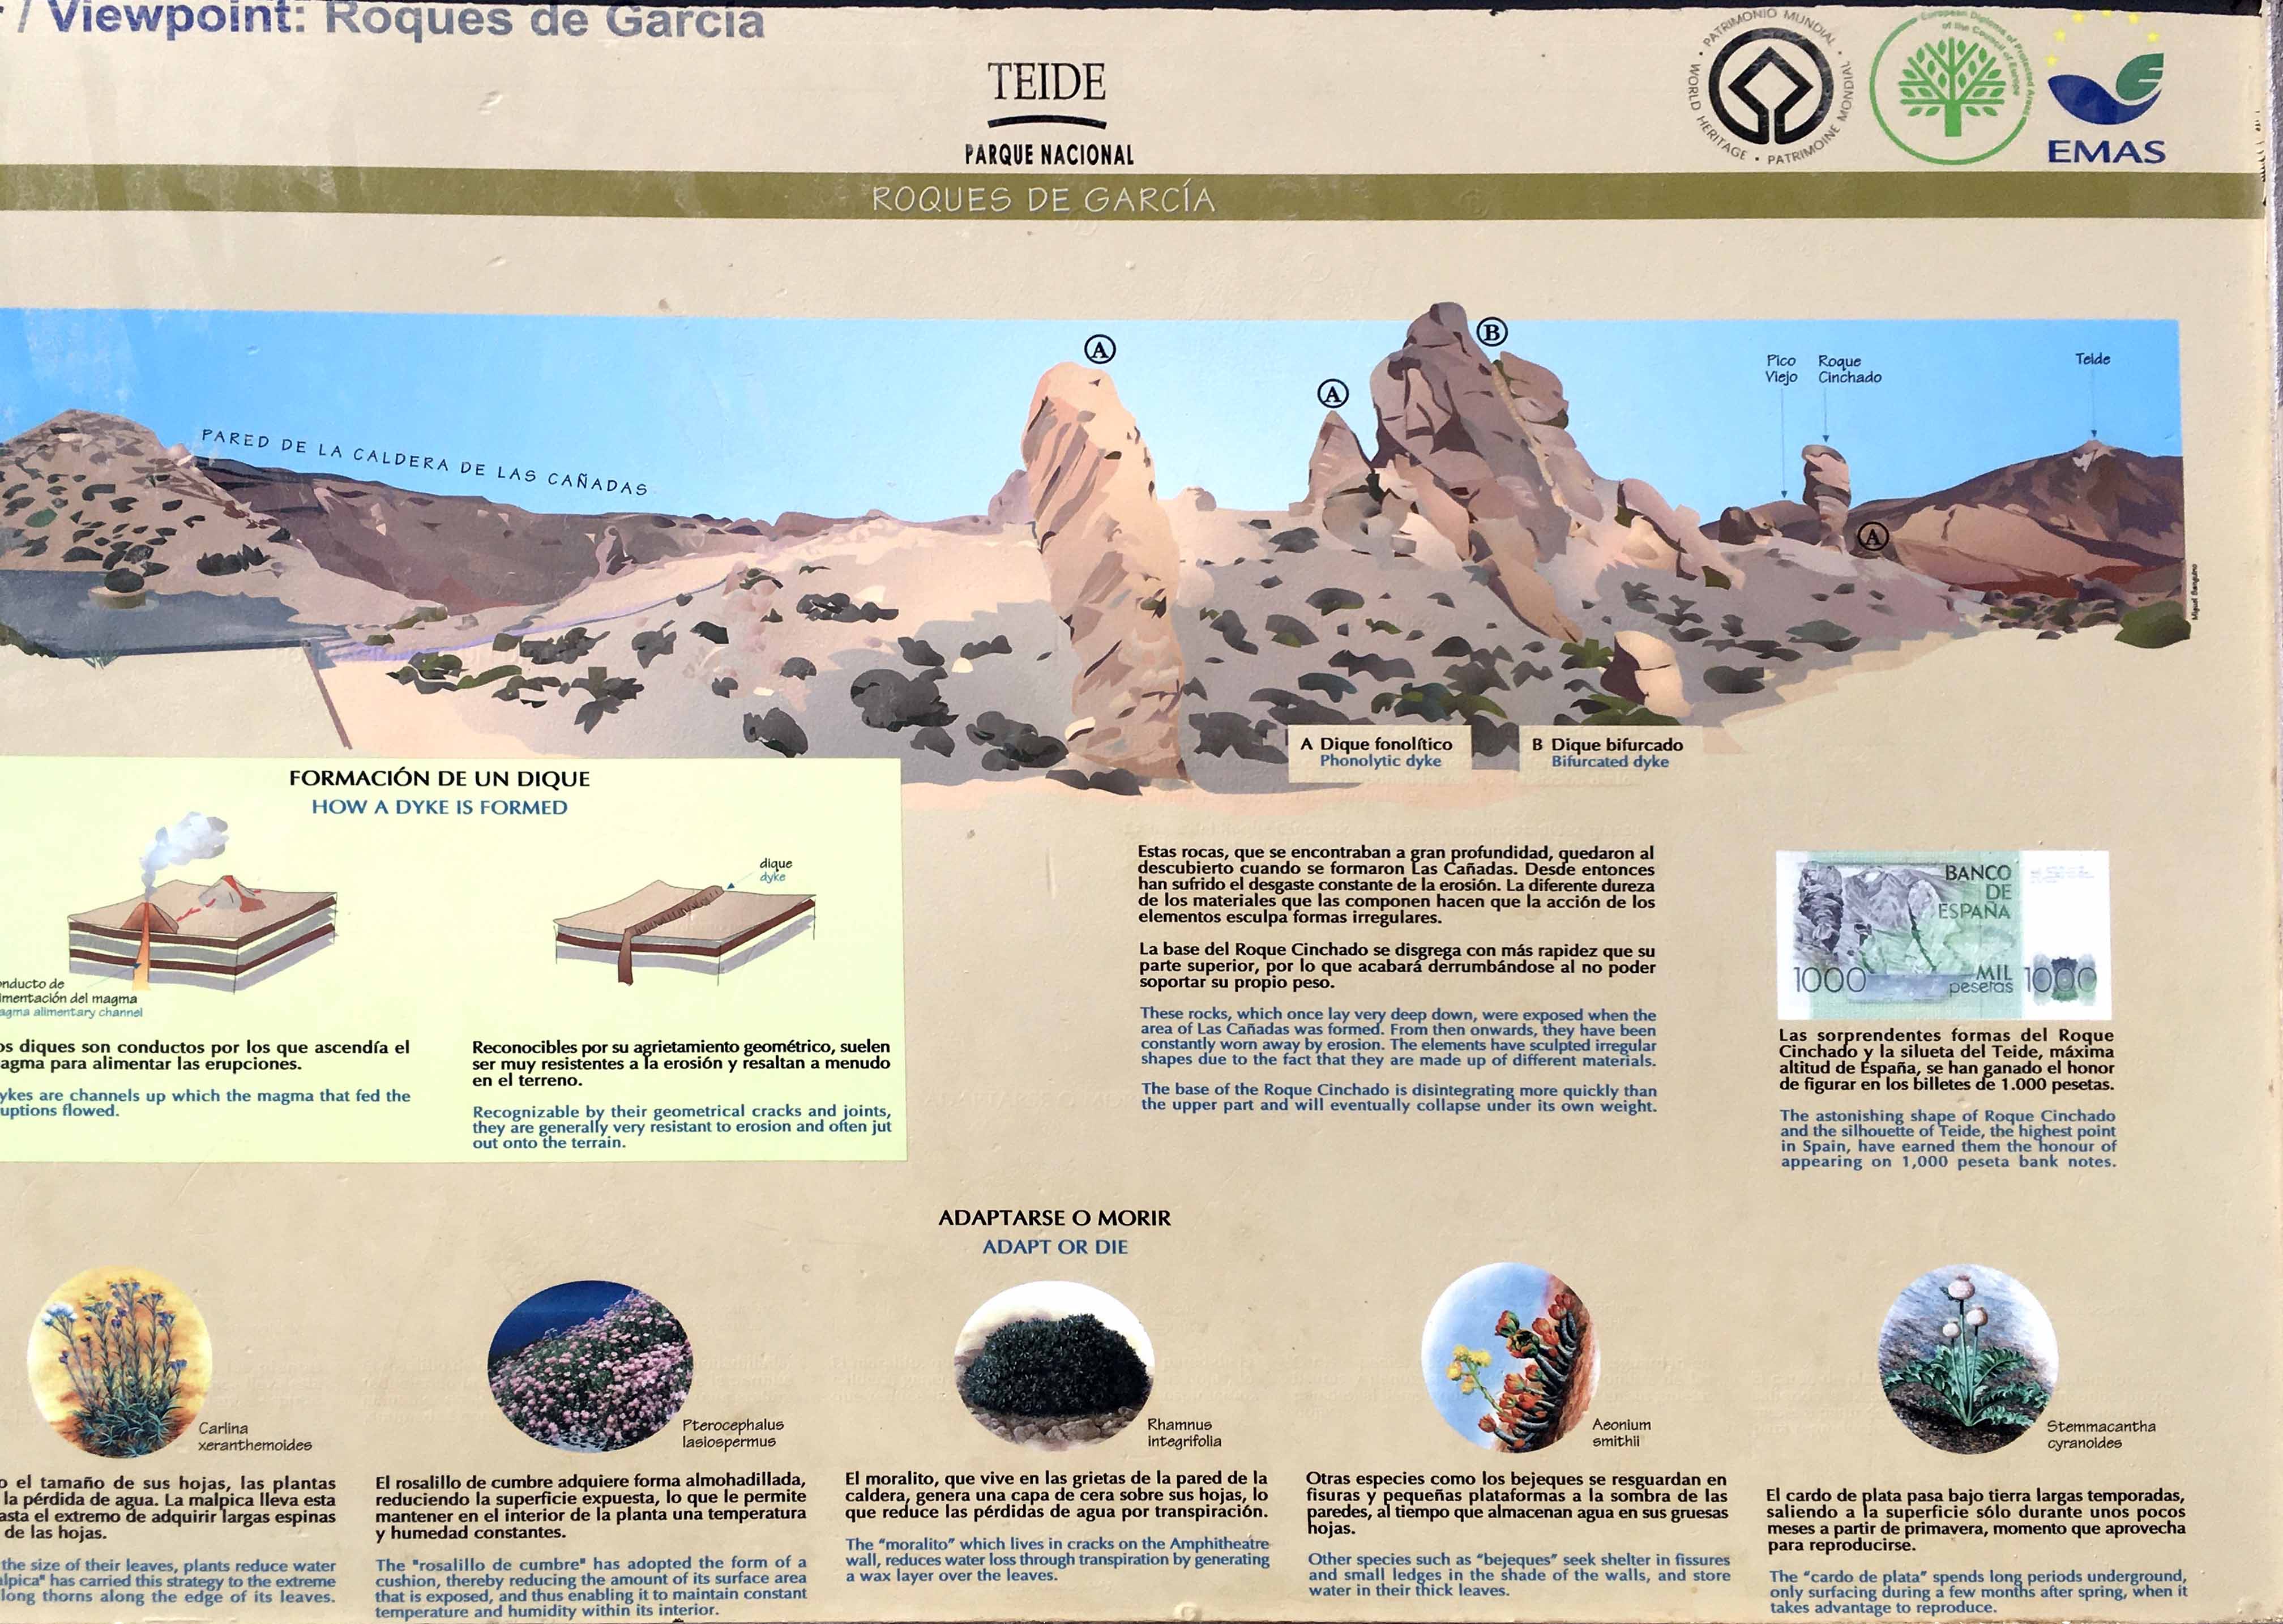 / Viewpoint: Roques de García
TEIDE
PARQUE NACIONAL
PATRIMONIO MUNDIAL • WORLD HERITAGE • PATRIMOINE MONDIAL
European Diploma of Protected Areas
of the Council of Europe
EMAS
ROQUES DE GARCÍA
A
A
B
Pico
Viejo
Roque
Cinchado
Teide
PARED DE LA CALDERA DE LAS CAÑADAS
A
Miguel Sanguino
A Dique fonolítico
Phonolytic dyke
B Dique bifurcado
Bifurcated dyke
FORMACIÓN DE UN DIQUE
HOW A DYKE IS FORMED
dique
dyke
nducto de
mentación del magma
agma alimentary channel
os diques son conductos por los que ascendía el
agma para alimentar las erupciones.
ykes are channels up which the magma that fed the
uptions flowed.
Reconocibles por su agrietamiento geométrico, suelen
ser muy resistentes a la erosión y resaltan a menudo
en el terreno.
Recognizable by their geometrical cracks and joints,
they are generally very resistant to erosion and often jut
out onto the terrain.
Estas rocas, que se encontraban a gran profundidad, quedaron al
descubierto cuando se formaron Las Cañadas. Desde entonces
han sufrido el desgaste constante de la erosión. La diferente dureza
de los materiales que las componen hacen que la acción de los
elementos esculpa formas irregulares.
La base del Roque Cinchado se disgrega con más rapidez que su
parte superior, por lo que acabará derrumbándose al no poder
soportar su propio peso.
These rocks, which once lay very deep down, were exposed when the
area of Las Cañadas was formed. From then onwards, they have been
constantly worn away by erosion. The elements have sculpted irregular
shapes due to the fact that they are made up of different materials.
The base of the Roque Cinchado is disintegrating more quickly than
the upper part and will eventually collapse under its own weight.
BANCO
DE
ESPAÑA
1000
MIL
pesetas
1000
Las sorprendentes formas del Roque
Cinchado y la silueta del Teide, máxima
altitud de España, se han ganado el honor
de figurar en los billetes de 1.000 pesetas.
The astonishing shape of Roque Cinchado
and the silhouette of Teide, the highest point
in Spain, have earned them the honour of
appearing on 1,000 peseta bank notes.
ADAPTARSE O MORIR
ADAPT OR DIE
Carlina
xeranthemoides
o el tamaño de sus hojas, las plantas
la pérdida de agua. La malpica lleva esta
asta el extremo de adquirir largas espinas
de las hojas.
the size of their leaves, plants reduce water
alpica" has carried this strategy to the extreme
long thorns along the edge of its leaves.
Pterocephalus
lasiospermus
El rosalillo de cumbre adquiere forma almohadillada,
reduciendo la superficie expuesta, lo que le permite
mantener en el interior de la planta una temperatura
y humedad constantes.
The "rosalillo de cumbre" has adopted the form of a
cushion, thereby reducing the amount of its surface area
that is exposed, and thus enabling it to maintain constant
temperature and humidity within its interior.
Rhamnus
integrifolia
El moralito, que vive en las grietas de la pared de la
caldera, genera una capa de cera sobre sus hojas, lo
que reduce las pérdidas de agua por transpiración.
The "moralito" which lives in cracks on the Amphitheatre
wall, reduces water loss through transpiration by generating
a wax layer over the leaves.
Aeonium
smithii
Otras especies como los bejeques se resguardan en
fisuras y pequeñas plataformas a la sombra de las
paredes, al tiempo que almacenan agua en sus gruesas
hojas.
Other species such as "bejeques" seek shelter in fissures
and small ledges in the shade of the walls, and store
water in their thick leaves.
Stemmacantha
cyranoides
El cardo de plata pasa bajo tierra largas temporadas,
saliendo a la superficie sólo durante unos pocos
meses a partir de primavera, momento que aprovecha
para reproducirse.
The "cardo de plata" spends long periods underground,
only surfacing during a few months after spring, when it
takes advantage to reproduce.